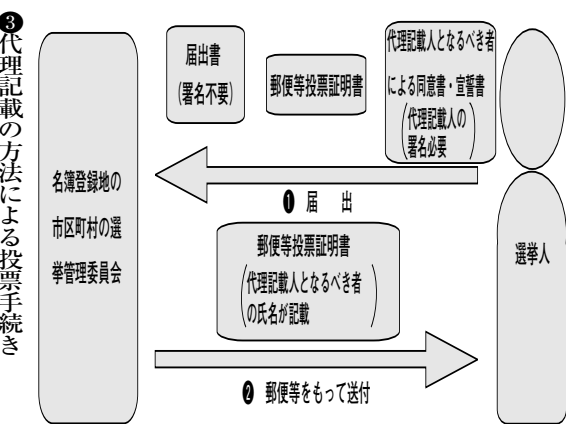 ❸代理記載の方法による投票手続き
届出書
(署名不要)
郵便等投票証明書
代理記載人となるべき者
による同意書・宣誓書
(代理記載人の
署名必要)
名簿登録地の
市区町村の選
挙管理委員会
選挙人
❶ 届 出
郵便等投票証明書
(代理記載人となるべき者
の氏名が記載)
❷ 郵便等をもって送付